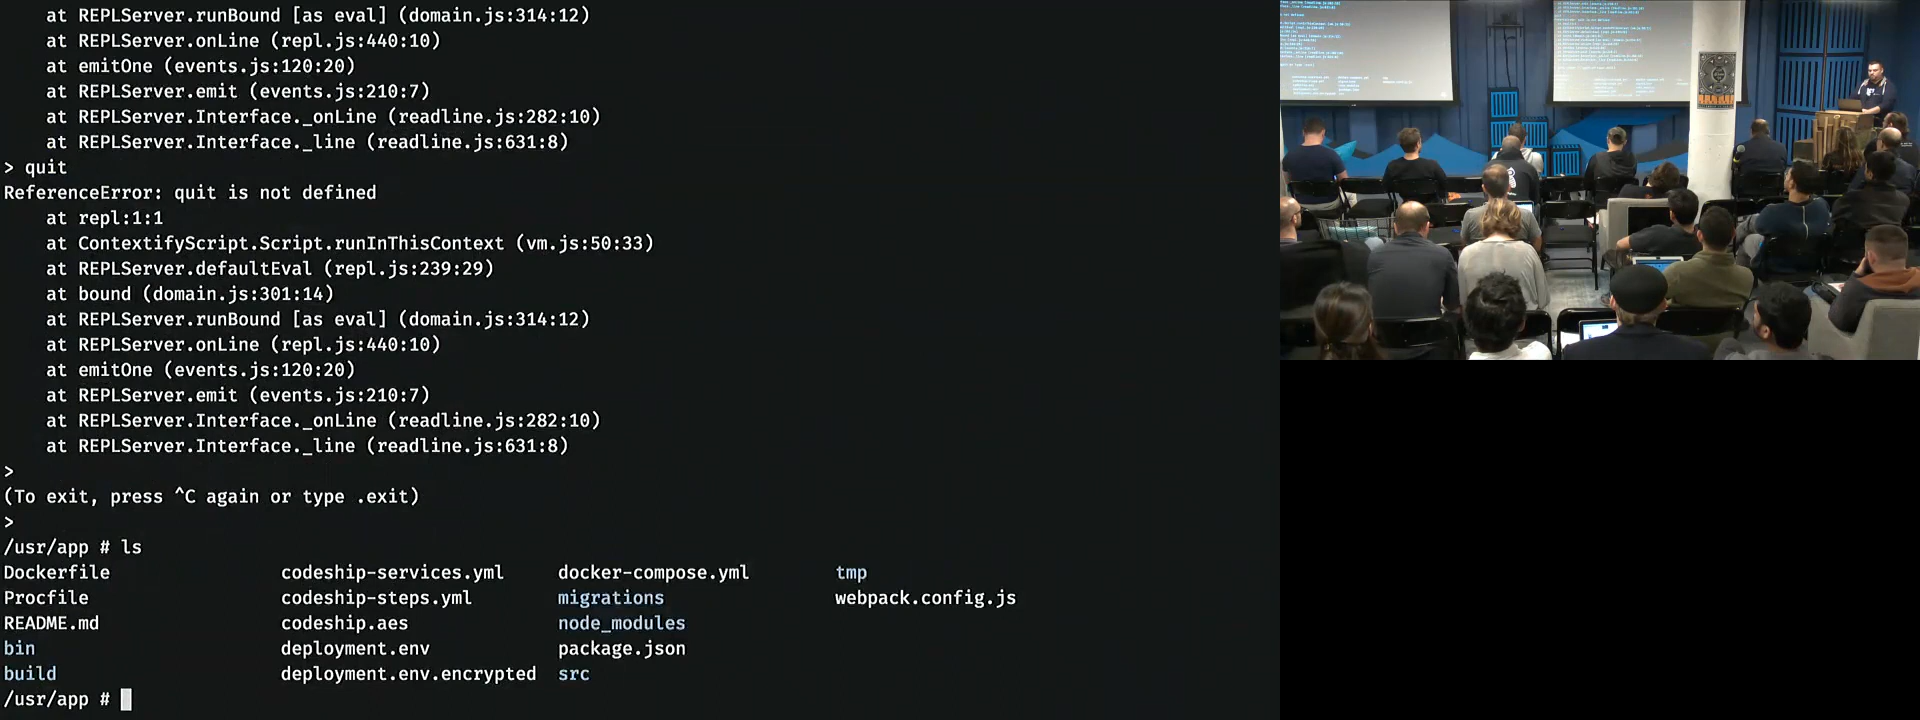 at REPLServer.runBound [as eval] (domain.js:314:12)
at REPLServer.onLine (repl.js:440:10)
at emitOne (events.js:120:20)
at REPLServer.emit (events.js:210:7)
at REPLServer.Interface._onLine (readline.js:282:10)
at REPLServer.Interface._line (readline.js:631:8)
> quit
ReferenceError: quit is not defined
at repl:1:1
at ContextifyScript.Script.runInThisContext (vm.js:50:33)
at REPLServer.defaultEval (repl.js:239:29)
at bound (domain.js:301:14)
at REPLServer.runBound [as eval] (domain.js:314:12)
at REPLServer.onLine (repl.js:440:10)
at emitOne (events.js:120:20)
at REPLServer.emit (events.js:210:7)
at REPLServer.Interface._onLine (readline.js:282:10)
at REPLServer.Interface._line (readline.js:631:8)
>
(To exit, press ^C again or type .exit)
>
/usr/app # ls
Dockerfile codeship-services.yml docker-compose.yml tmp
Procfile codeship-steps.yml migrations webpack.config.js
README.md codeship.aes node_modules
bin deployment.env package.json
build deployment.env.encrypted src
/usr/app #